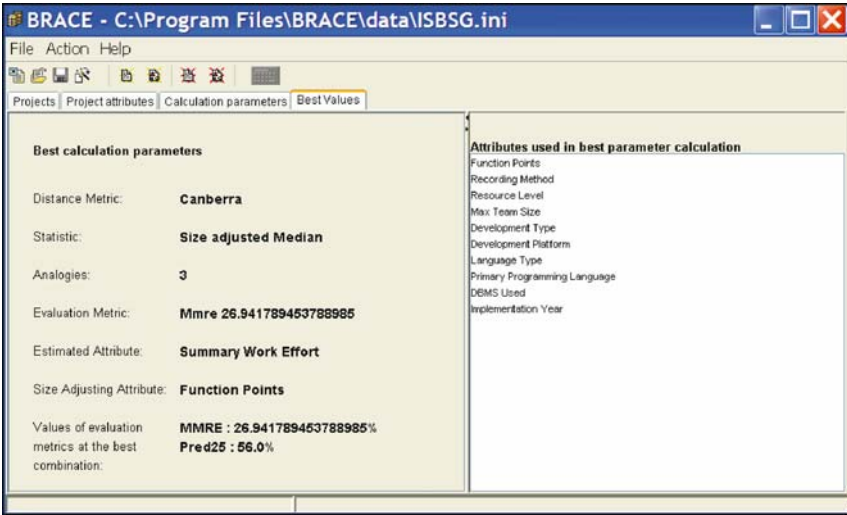 BRACE - C:\Program Files\BRACE\data\ISBSG.ini
File Action Help
Projects Project attributes Calculation parameters Best Values
Best calculation parameters
Distance Metric: Canberra
Statistic: Size adjusted Median
Analogies: 3
Evaluation Metric: Mmre 26.941789453788985
Estimated Attribute: Summary Work Effort
Size Adjusting Attribute: Function Points
Values of evaluation metrics at the best combination:
MMRE : 26.941789453788985%
Pred25 : 56.0%
Attributes used in best parameter calculation
Function Points
Recording Method
Resource Level
Max Team Size
Development Type
Development Platform
Language Type
Primary Programming Language
DBMS Used
Implementation Year